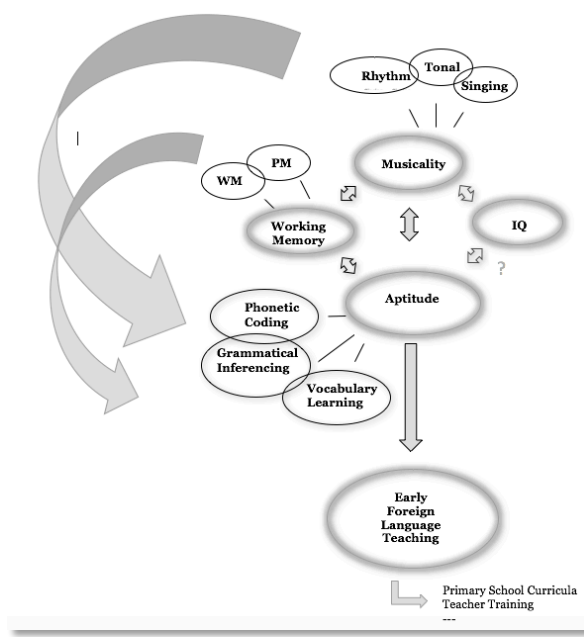 Rhythm
Tonal
Singing
PM
WM
Musicality
Working
Memory
IQ
?
Aptitude
Phonetic
Coding
Grammatical
Inferencing
Vocabulary
Learning
Early
Foreign
Language
Teaching
Primary School Curricula
Teacher Training
---